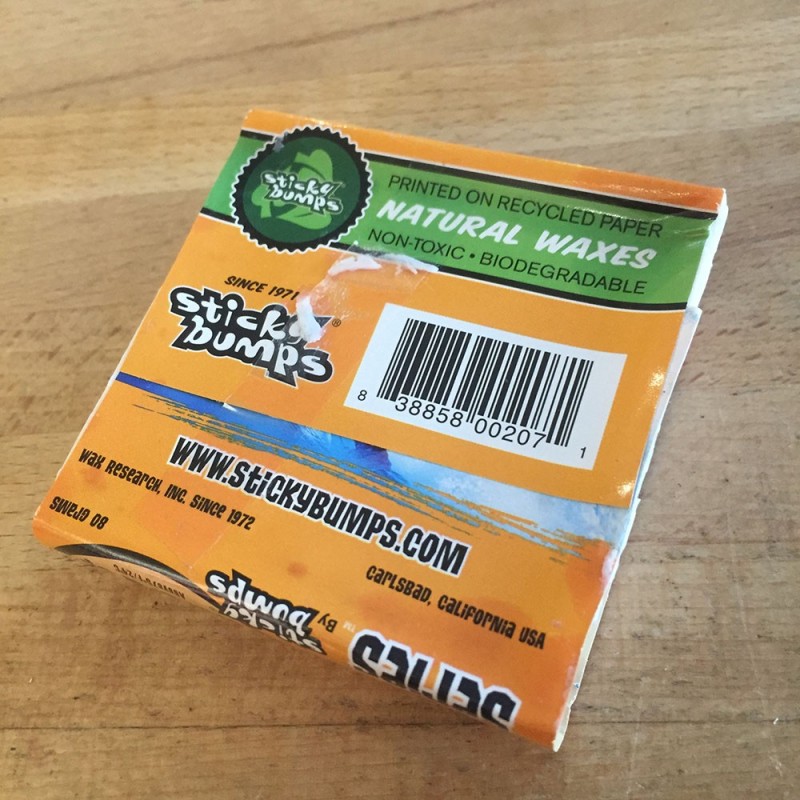 sticky
bumps
PRINTED ON RECYCLED PAPER
NATURAL WAXES
NON-TOXIC • BIODEGRADABLE
SINCE 1971
sticky
bumps®
8 38858 00207 1
WWW.STICKYBUMPS.COM
WAX RESEARCH, INC. SINCE 1972
CARLSBAD, CALIFORNIA USA
80 GRAMS
SERIES
BY
™
sticky
bumps